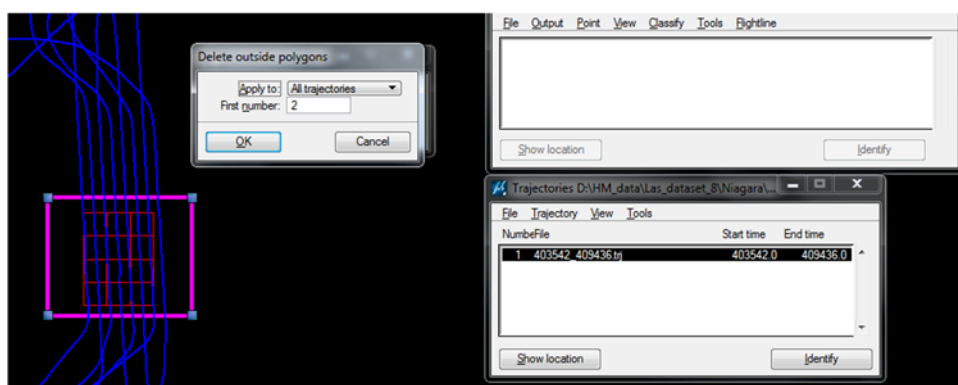 File Output Point View Classify Tools Flightline
Show location Identify
Delete outside polygons
Apply to: All trajectories
First number: 2
OK Cancel
Trajectories D:\HM_data\Las_dataset_8\Niagara\...
File Trajectory View Tools
NumbeFile Start time End time
1 403542_409436.trj 403542.0 409436.0
Show location Identify